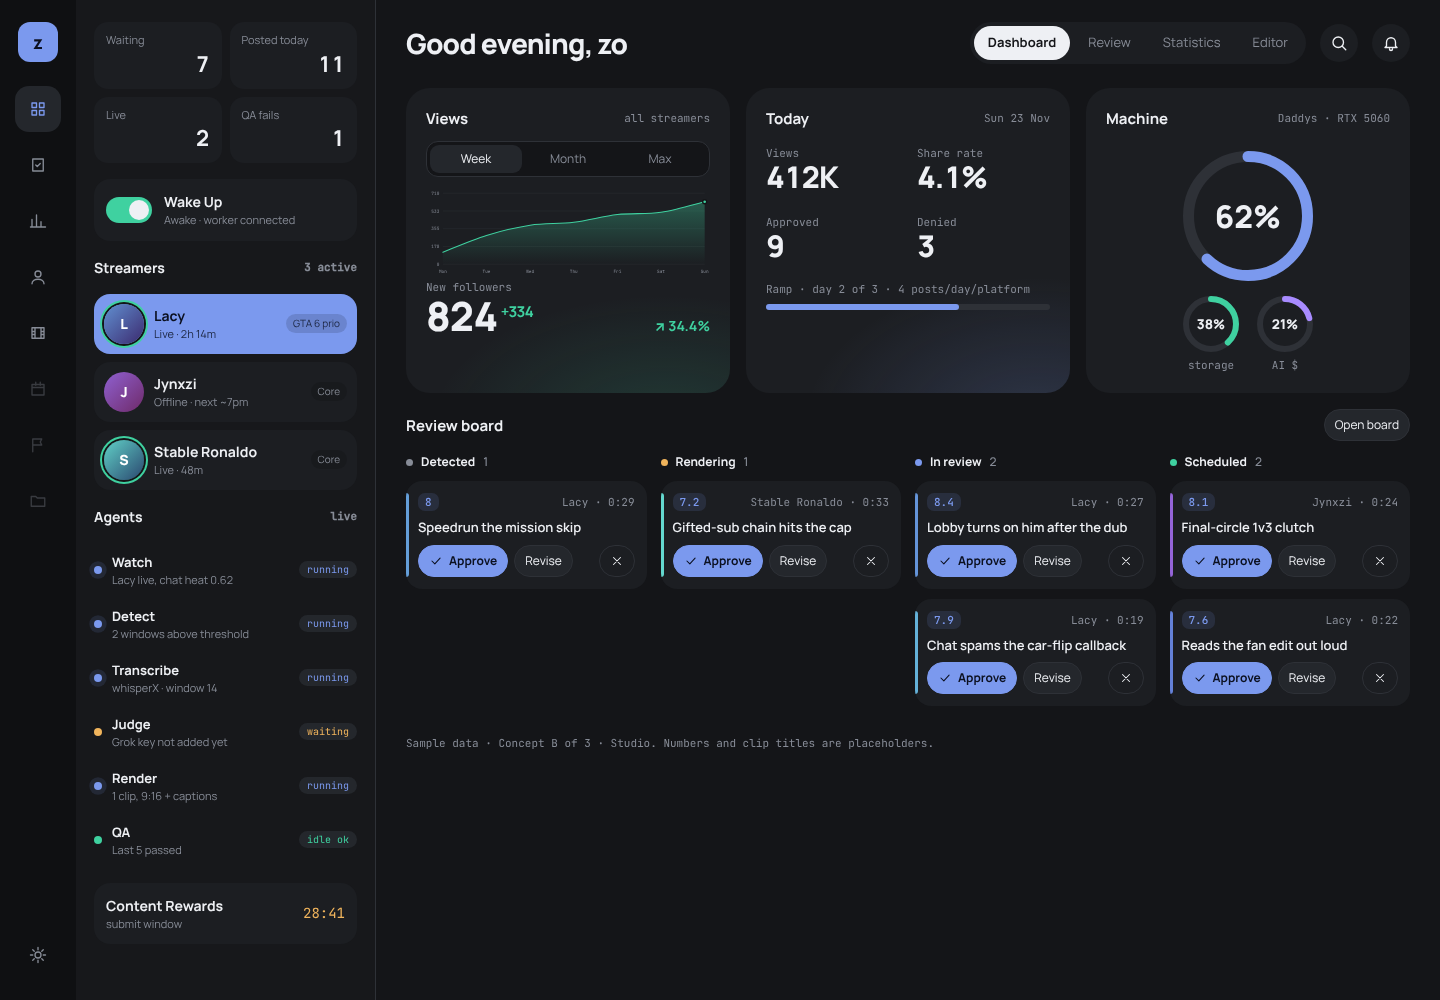 z
Waiting
7
Posted today
11
Live
2
QA fails
1
Wake Up
Awake · worker connected
Streamers
3 active
L
Lacy
Live · 2h 14m
GTA 6 prio
J
Jynxzi
Offline · next ~7pm
Core
S
Stable Ronaldo
Live · 48m
Core
Agents
live
Watch
Lacy live, chat heat 0.62
running
Detect
2 windows above threshold
running
Transcribe
whisperX · window 14
running
Judge
Grok key not added yet
waiting
Render
1 clip, 9:16 + captions
running
QA
Last 5 passed
idle ok
Content Rewards
submit window
28:41
Good evening, zo
Dashboard
Review
Statistics
Editor
Views
all streamers
Week
Month
Max
0
Mon
Tue
Wed
Thu
Fri
Sat
Sun
New followers
824
+334
34.4%
Today
Sun 23 Nov
Views
412K
Share rate
4.1%
Approved
9
Denied
3
Ramp · day 2 of 3 · 4 posts/day/platform
Machine
Daddys · RTX 5060
62%
38%
storage
21%
AI $
Review board
Open board
Detected 1
8
Lacy · 0:29
Speedrun the mission skip
Approve
Revise
Rendering 1
7.2
Stable Ronaldo · 0:33
Gifted-sub chain hits the cap
Approve
Revise
In review 2
8.4
Lacy · 0:27
Lobby turns on him after the dub
Approve
Revise
7.9
Lacy · 0:19
Chat spams the car-flip callback
Approve
Revise
Scheduled 2
8.1
Jynxzi · 0:24
Final-circle 1v3 clutch
Approve
Revise
7.6
Lacy · 0:22
Reads the fan edit out loud
Approve
Revise
Sample data · Concept B of 3 · Studio. Numbers and clip titles are placeholders.